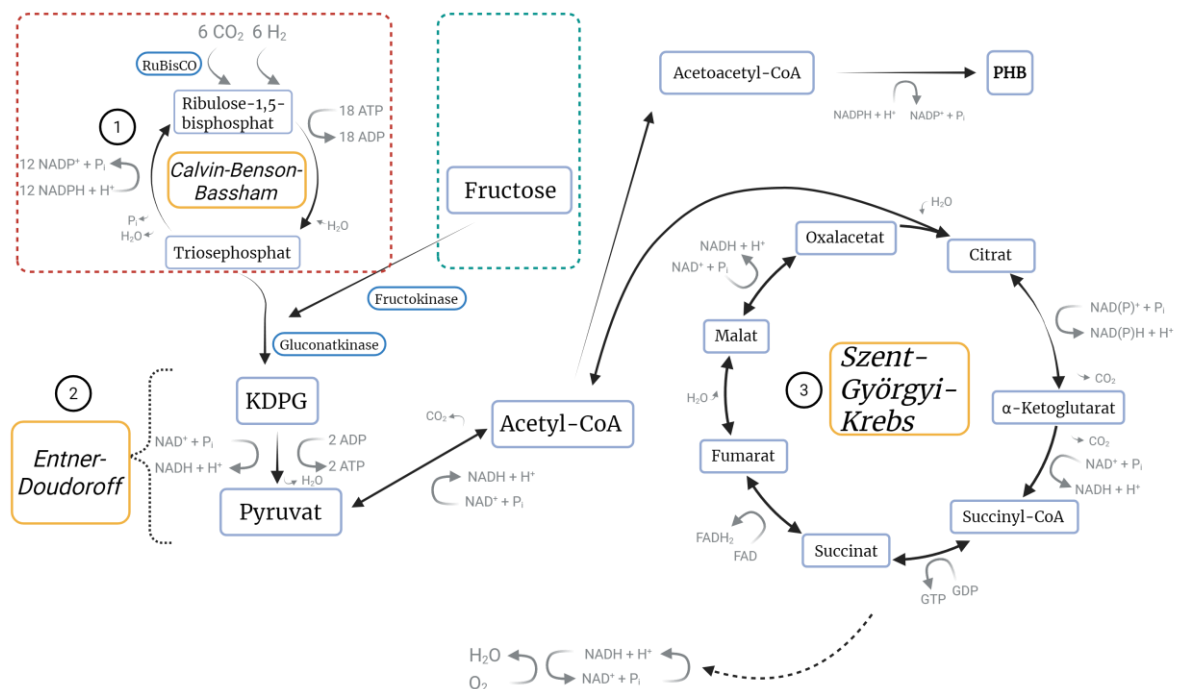 6 CO₂ 6 H₂
RuBisCO
Ribulose-1,5-
bisphosphat
1
18 ATP
18 ADP
12 NADP⁺ + Pᵢ
12 NADPH + H⁺
Calvin-Benson-
Bassham
Pᵢ
H₂O
H₂O
Triosephosphat
Fructose
Fructokinase
Gluconatkinase
2
Entner-
Doudoroff
KDPG
NAD⁺ + Pᵢ
NADH + H⁺
2 ADP
2 ATP
H₂O
Pyruvat
CO₂
Acetyl-CoA
NADH + H⁺
NAD⁺ + Pᵢ
Acetoacetyl-CoA
NADPH + H⁺
NADP⁺ + Pᵢ
PHB
3
Szent-
Györgyi-
Krebs
Oxalacetat
H₂O
Citrat
NAD(P)⁺ + Pᵢ
NAD(P)H + H⁺
CO₂
α-Ketoglutarat
CO₂
NAD⁺ + Pᵢ
NADH + H⁺
Succinyl-CoA
GTP
GDP
Succinat
FADH₂
FAD
Fumarat
H₂O
Malat
NADH + H⁺
NAD⁺ + Pᵢ
H₂O
O₂
NADH + H⁺
NAD⁺ + Pᵢ